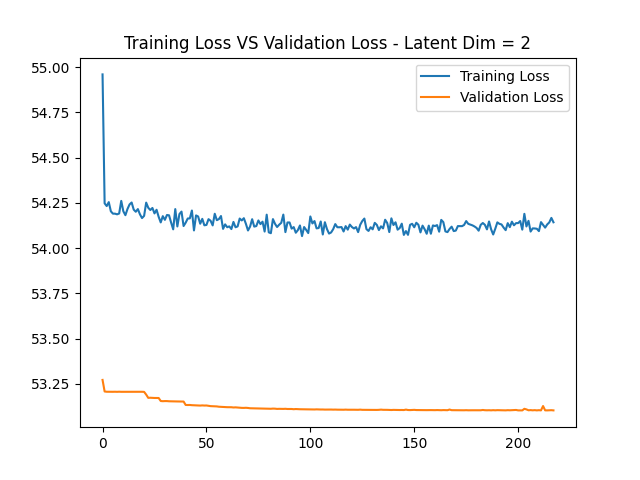 Training Loss VS Validation Loss - Latent Dim = 2
Training Loss
Validation Loss
55.00
54.75
54.50
54.25
54.00
53.75
53.50
53.25
0 50 100 150 200